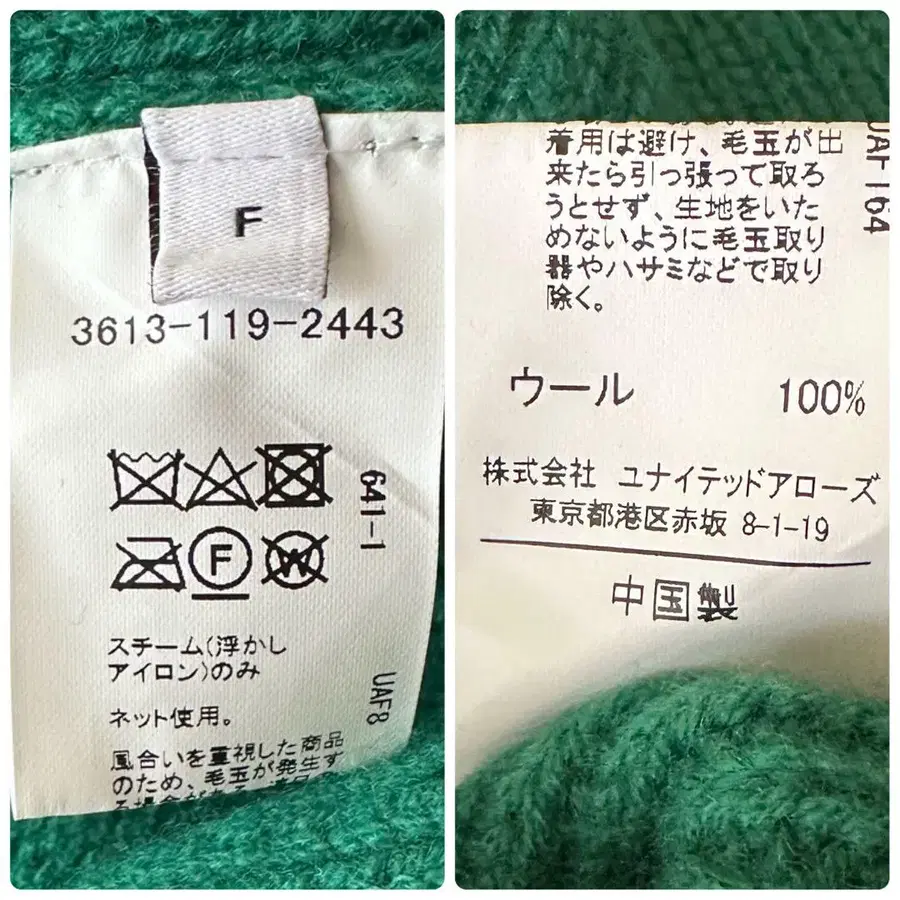 F
3613-119-2443
641-1
F
W
スチーム(浮かし
アイロン)のみ
ネット使用。
UAF8
風合いを重視した商品
のため、毛玉が発生す
る場合が
着用は避け、毛玉が出
来たら引っ張って取ろ
うとせず、生地をいた
めないように毛玉取り
器やハサミなどで取り
除く。
UAF164
ウール 100%
株式会社 ユナイテッドアローズ
東京都港区赤坂 8-1-19
中国製